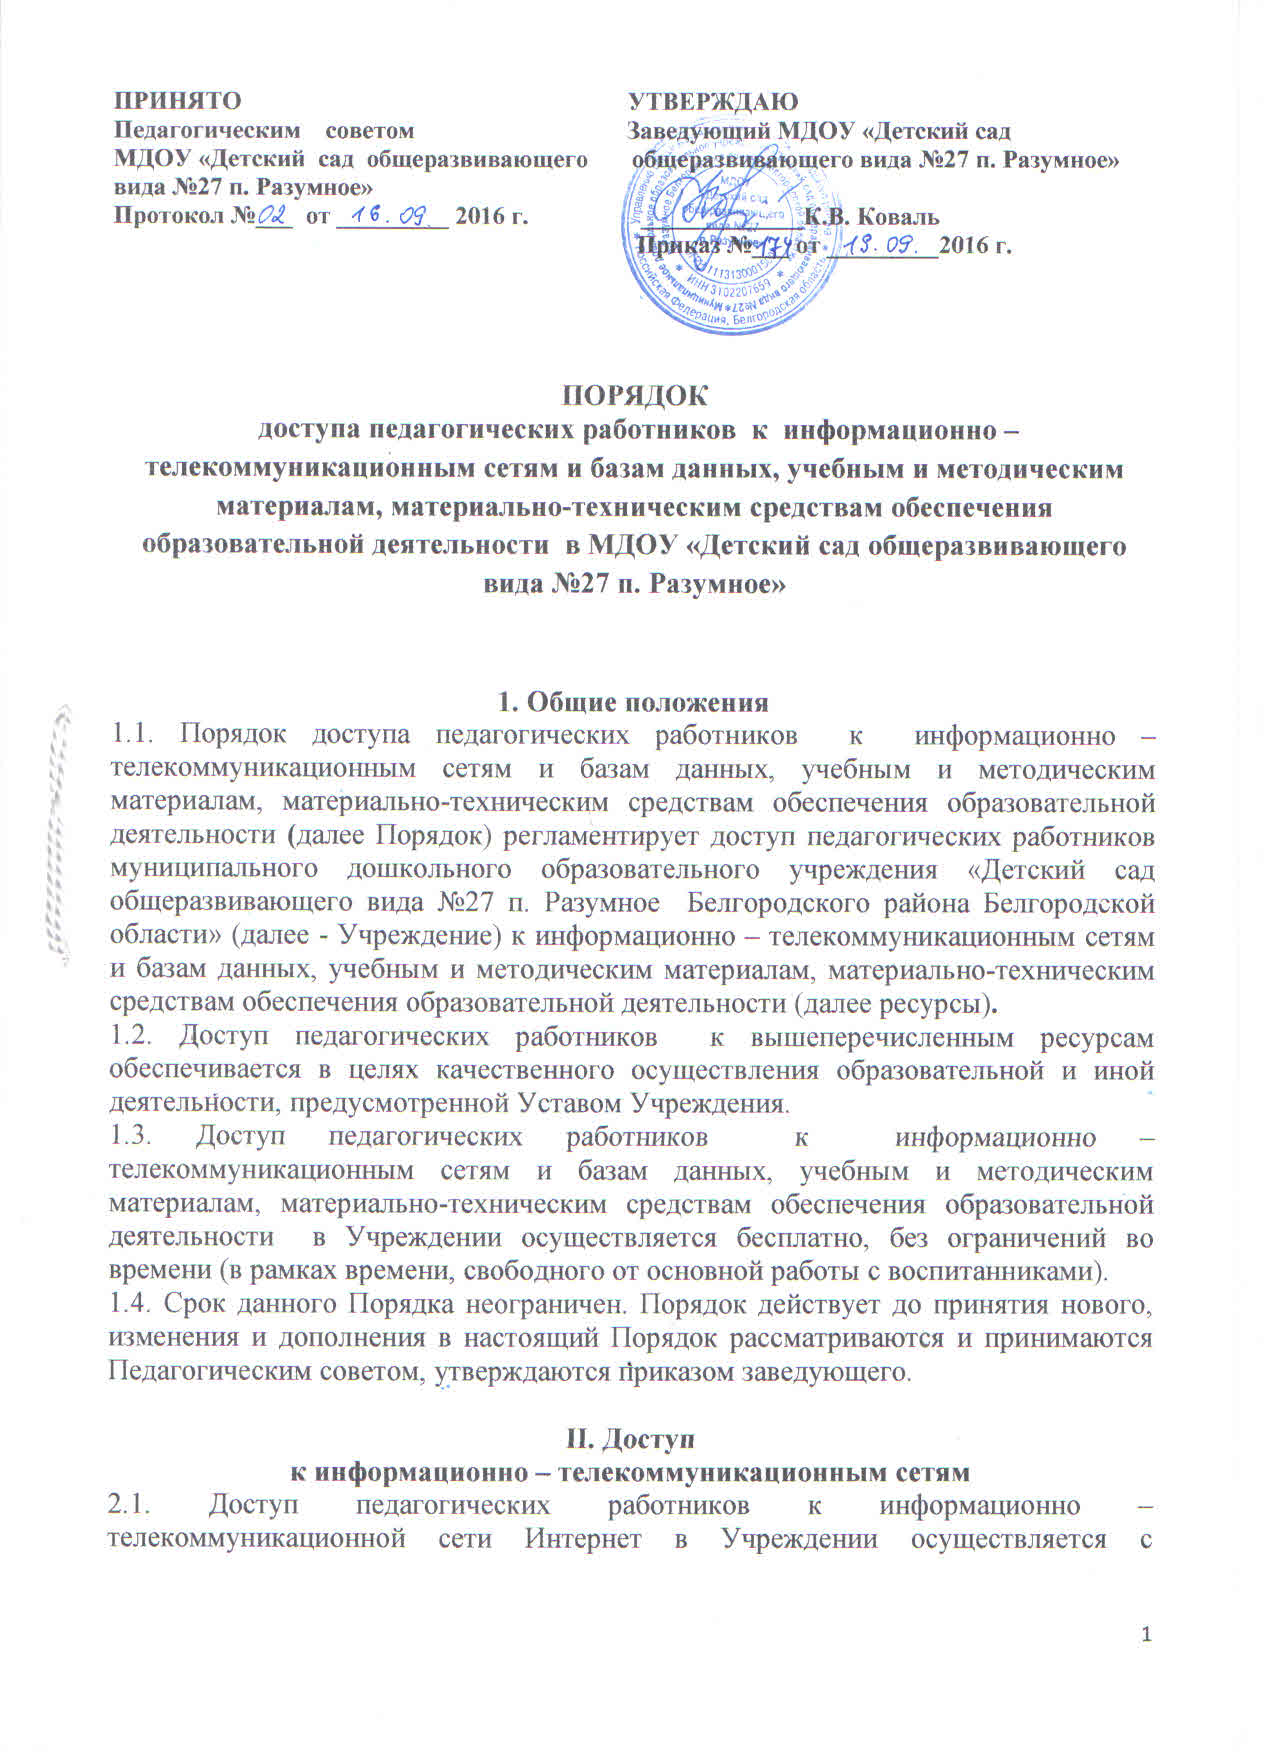 ПРИНЯТО
Педагогическим советом
МДОУ «Детский сад общеразвивающего
вида №27 п. Разумное»
Протокол № 02 от 16.09. 2016 г.
УТВЕРЖДАЮ
Заведующий МДОУ «Детский сад
общеразвивающего вида №27 п. Разумное»
К.В. Коваль
Приказ № 174 от 19.09. 2016 г.
ИНН 3102207659
Российская Федерация, Белгородская область
ПОРЯДОК
доступа педагогических работников к информационно –
телекоммуникационным сетям и базам данных, учебным и методическим
материалам, материально-техническим средствам обеспечения
образовательной деятельности в МДОУ «Детский сад общеразвивающего
вида №27 п. Разумное»
1. Общие положения
1.1. Порядок доступа педагогических работников к информационно –
телекоммуникационным сетям и базам данных, учебным и методическим
материалам, материально-техническим средствам обеспечения образовательной
деятельности (далее Порядок) регламентирует доступ педагогических работников
муниципального дошкольного образовательного учреждения «Детский сад
общеразвивающего вида №27 п. Разумное Белгородского района Белгородской
области» (далее - Учреждение) к информационно – телекоммуникационным сетям
и базам данных, учебным и методическим материалам, материально-техническим
средствам обеспечения образовательной деятельности (далее ресурсы).
1.2. Доступ педагогических работников к вышеперечисленным ресурсам
обеспечивается в целях качественного осуществления образовательной и иной
деятельности, предусмотренной Уставом Учреждения.
1.3. Доступ педагогических работников к информационно –
телекоммуникационным сетям и базам данных, учебным и методическим
материалам, материально-техническим средствам обеспечения образовательной
деятельности в Учреждении осуществляется бесплатно, без ограничений во
времени (в рамках времени, свободного от основной работы с воспитанниками).
1.4. Срок данного Порядка неограничен. Порядок действует до принятия нового,
изменения и дополнения в настоящий Порядок рассматриваются и принимаются
Педагогическим советом, утверждаются приказом заведующего.
II. Доступ
к информационно – телекоммуникационным сетям
2.1. Доступ педагогических работников к информационно –
телекоммуникационной сети Интернет в Учреждении осуществляется с
1